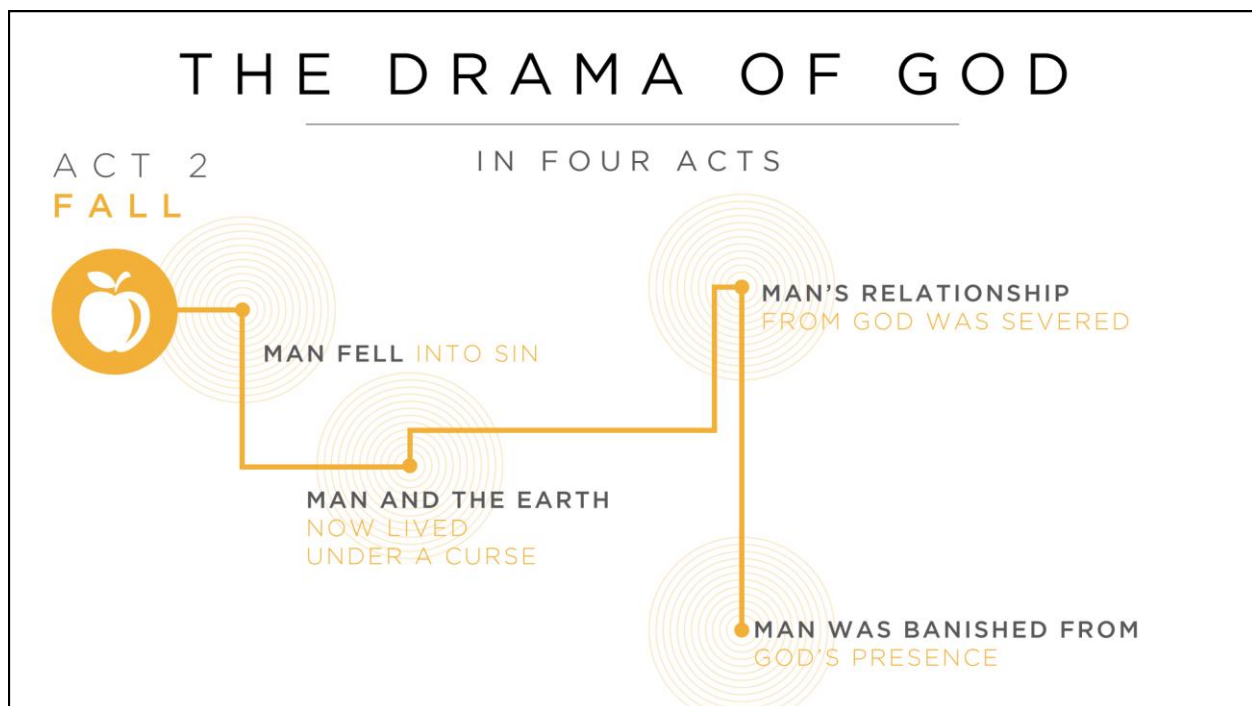 THE DRAMA OF GOD
IN FOUR ACTS
ACT 2
FALL
MAN FELL INTO SIN
MAN AND THE EARTH
NOW LIVED
UNDER A CURSE
MAN'S RELATIONSHIP
FROM GOD WAS SEVERED
MAN WAS BANISHED FROM
GOD'S PRESENCE